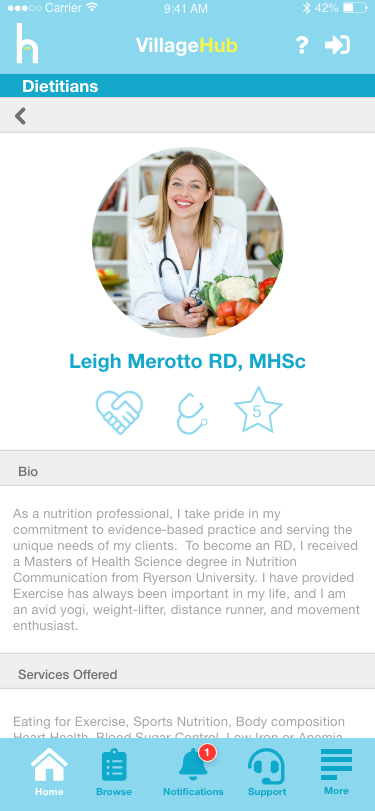 Carrier 9:41 AM 42%
h VillageHub ?
Dietitians
Leigh Merotto RD, MHSc
5
Bio
As a nutrition professional, I take pride in my
commitment to evidence-based practice and serving the
unique needs of my clients.  To become an RD, I received
a Masters of Health Science degree in Nutrition
Communication from Ryerson University. I have provided
Exercise has always been important in my life, and I am
an avid yogi, weight-lifter, distance runner, and movement
enthusiast.
Services Offered
Eating for Exercise, Sports Nutrition, Body composition
Heart Health, Blood Sugar Control, Low Iron or Anemia
1
Home Browse Notifications Support More